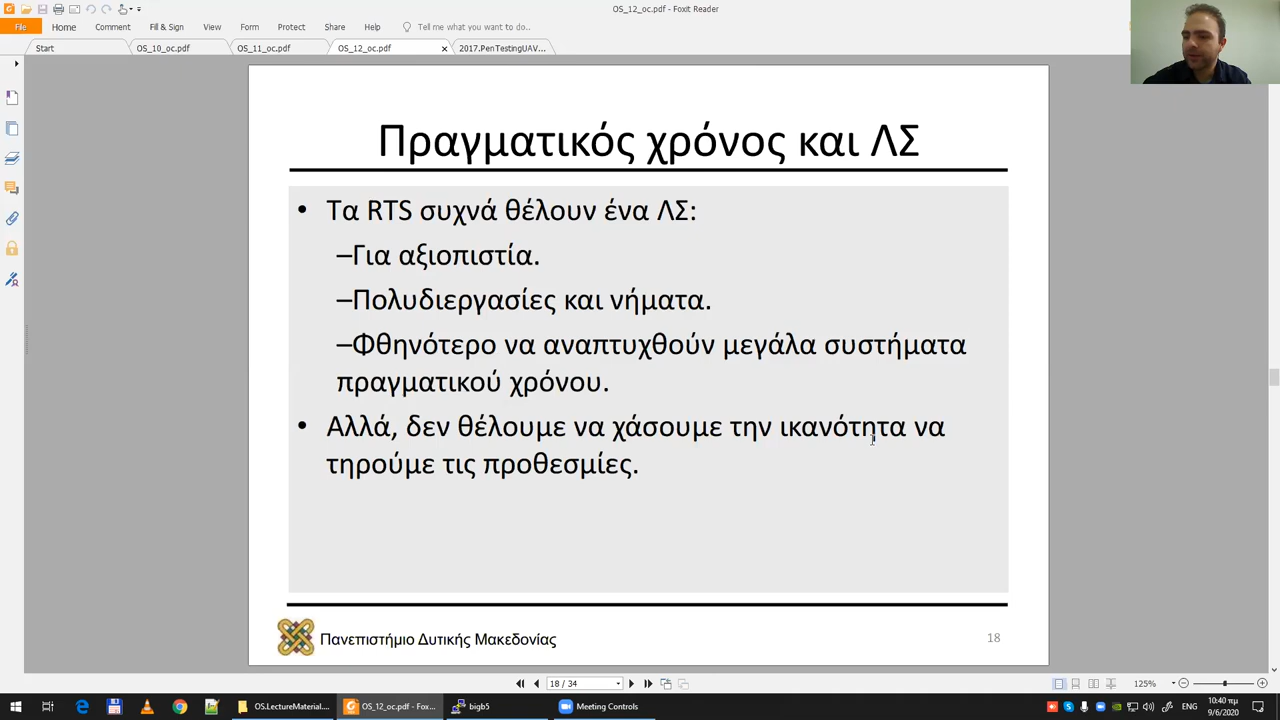 OS_12_oc.pdf - Foxit Reader
File Home Comment Fill & Sign View Form Protect Share Help Tell me what you want to do..
Start OS_10_oc.pdf OS_11_oc.pdf OS_12_oc.pdf 2017.PenTestingUAV...
Πραγματικός χρόνος και ΛΣ
• Τα RTS συχνά θέλουν ένα ΛΣ:
–Για αξιοπιστία.
–Πολυδιεργασίες και νήματα.
–Φθηνότερο να αναπτυχθούν μεγάλα συστήματα
πραγματικού χρόνου.
• Αλλά, δεν θέλουμε να χάσουμε την ικανότητα να
τηρούμε τις προθεσμίες.
Πανεπιστήμιο Δυτικής Μακεδονίας
18
18 / 34
125%
OS.LectureMaterial... OS_12_oc.pdf - Fox... bigb5 Meeting Controls
ENG
10:40 πμ
9/6/2020